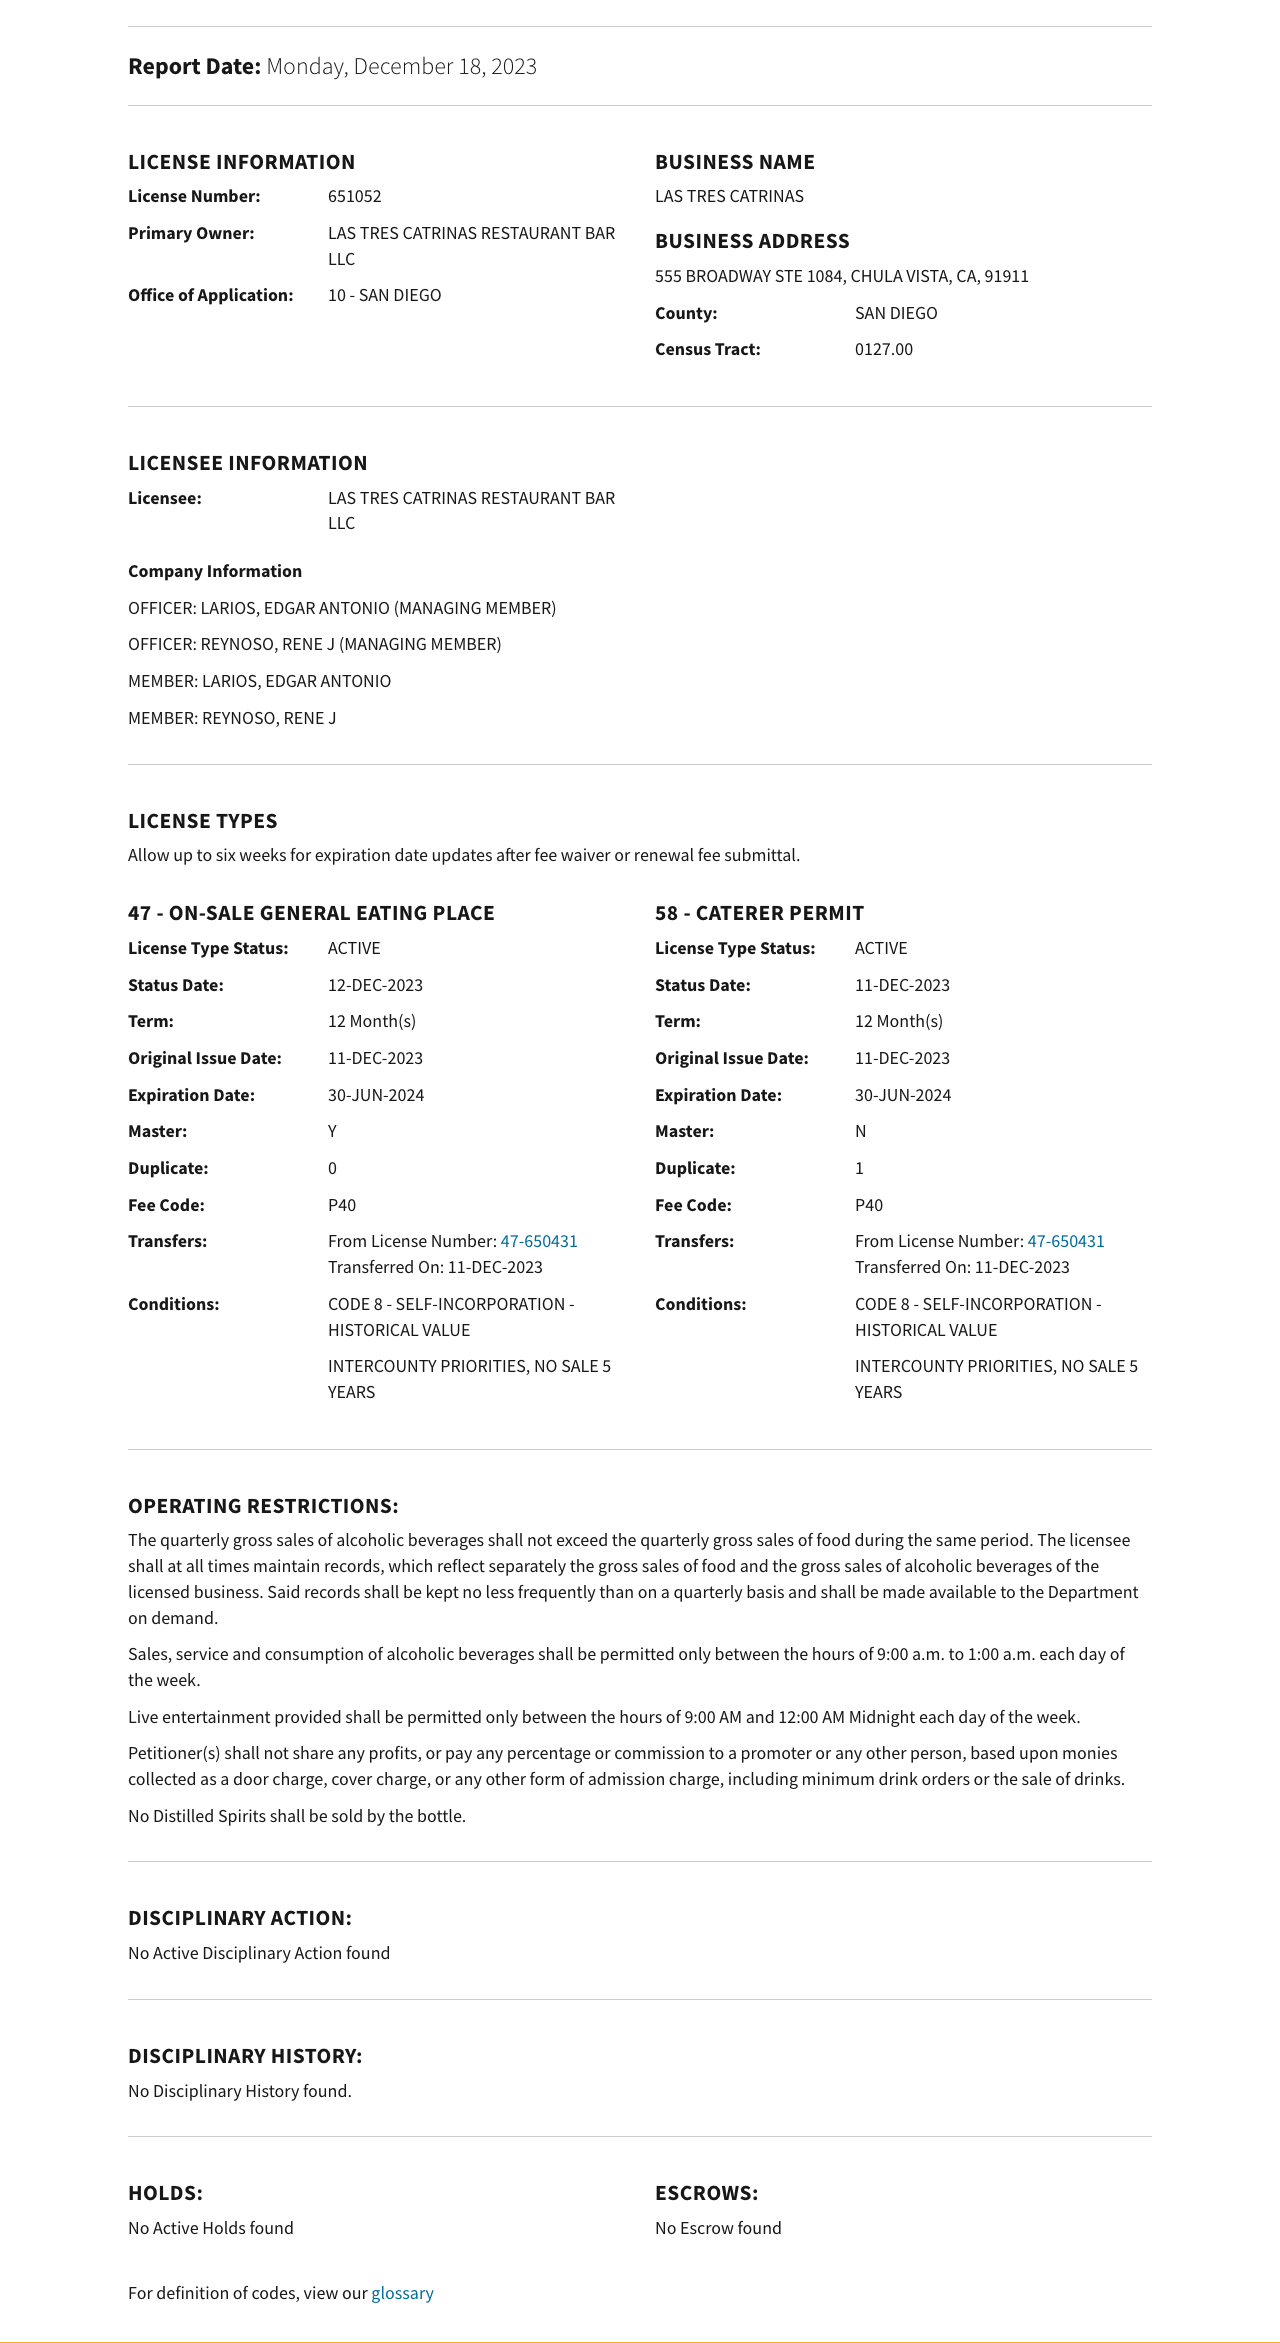 Report Date: Monday, December 18, 2023
LICENSE INFORMATION
License Number: 651052
Primary Owner: LAS TRES CATRINAS RESTAURANT BAR
LLC
Office of Application: 10 - SAN DIEGO
BUSINESS NAME
LAS TRES CATRINAS
BUSINESS ADDRESS
555 BROADWAY STE 1084, CHULA VISTA, CA, 91911
County: SAN DIEGO
Census Tract: 0127.00
LICENSEE INFORMATION
Licensee: LAS TRES CATRINAS RESTAURANT BAR
LLC
Company Information
OFFICER: LARIOS, EDGAR ANTONIO (MANAGING MEMBER)
OFFICER: REYNOSO, RENE J (MANAGING MEMBER)
MEMBER: LARIOS, EDGAR ANTONIO
MEMBER: REYNOSO, RENE J
LICENSE TYPES
Allow up to six weeks for expiration date updates after fee waiver or renewal fee submittal.
47 - ON-SALE GENERAL EATING PLACE
License Type Status: ACTIVE
Status Date: 12-DEC-2023
Term: 12 Month(s)
Original Issue Date: 11-DEC-2023
Expiration Date: 30-JUN-2024
Master: Y
Duplicate: 0
Fee Code: P40
Transfers: From License Number: 47-650431
Transferred On: 11-DEC-2023
Conditions: CODE 8 - SELF-INCORPORATION -
HISTORICAL VALUE
INTERCOUNTY PRIORITIES, NO SALE 5
YEARS
58 - CATERER PERMIT
License Type Status: ACTIVE
Status Date: 11-DEC-2023
Term: 12 Month(s)
Original Issue Date: 11-DEC-2023
Expiration Date: 30-JUN-2024
Master: N
Duplicate: 1
Fee Code: P40
Transfers: From License Number: 47-650431
Transferred On: 11-DEC-2023
Conditions: CODE 8 - SELF-INCORPORATION -
HISTORICAL VALUE
INTERCOUNTY PRIORITIES, NO SALE 5
YEARS
OPERATING RESTRICTIONS:
The quarterly gross sales of alcoholic beverages shall not exceed the quarterly gross sales of food during the same period. The licensee
shall at all times maintain records, which reflect separately the gross sales of food and the gross sales of alcoholic beverages of the
licensed business. Said records shall be kept no less frequently than on a quarterly basis and shall be made available to the Department
on demand.
Sales, service and consumption of alcoholic beverages shall be permitted only between the hours of 9:00 a.m. to 1:00 a.m. each day of
the week.
Live entertainment provided shall be permitted only between the hours of 9:00 AM and 12:00 AM Midnight each day of the week.
Petitioner(s) shall not share any profits, or pay any percentage or commission to a promoter or any other person, based upon monies
collected as a door charge, cover charge, or any other form of admission charge, including minimum drink orders or the sale of drinks.
No Distilled Spirits shall be sold by the bottle.
DISCIPLINARY ACTION:
No Active Disciplinary Action found
DISCIPLINARY HISTORY:
No Disciplinary History found.
HOLDS:
No Active Holds found
ESCROWS:
No Escrow found
For definition of codes, view our glossary